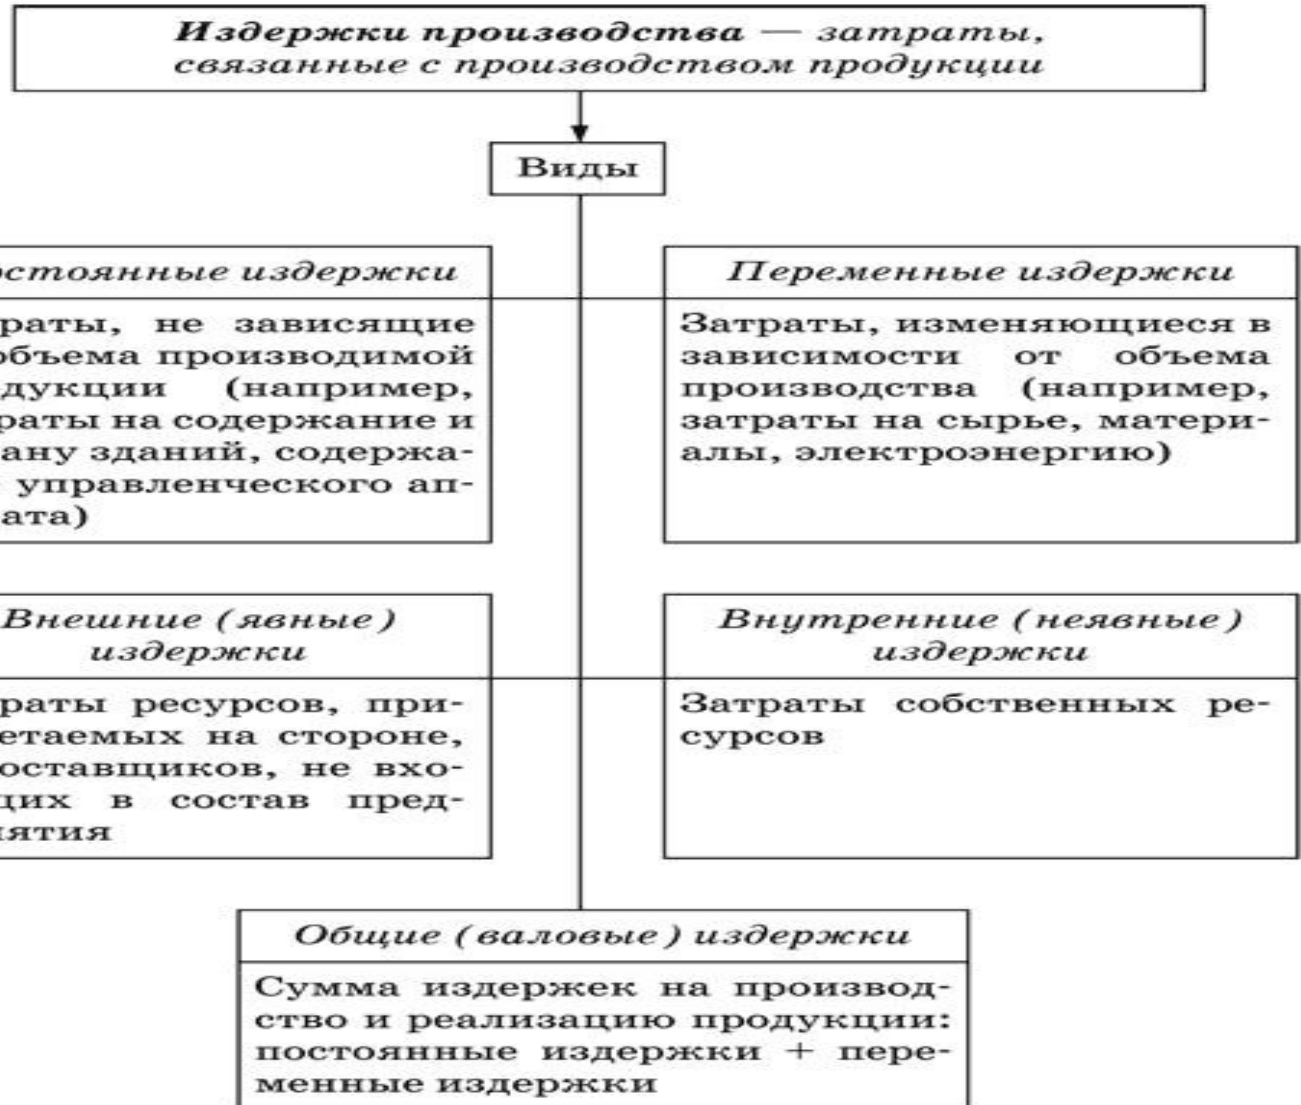 Издержки производства — затраты,
связанные с производством продукции
Виды
остоянные издержки
раты, не зависящие
объема производимой
дукции (например,
раты на содержание и
ану зданий, содержа-
управленческого ап-
ата)
Переменные издержки
Затраты, изменяющиеся в
зависимости от объема
производства (например,
затраты на сырье, матери-
алы, электроэнергию)
Внешние (явные)
издержки
раты ресурсов, при-
етаемых на стороне,
оставщиков, не вхо-
щих в состав пред-
иятия
Внутренние (неявные)
издержки
Затраты собственных ре-
сурсов
Общие (валовые) издержки
Сумма издержек на производ-
ство и реализацию продукции:
постоянные издержки + пере-
менные издержки